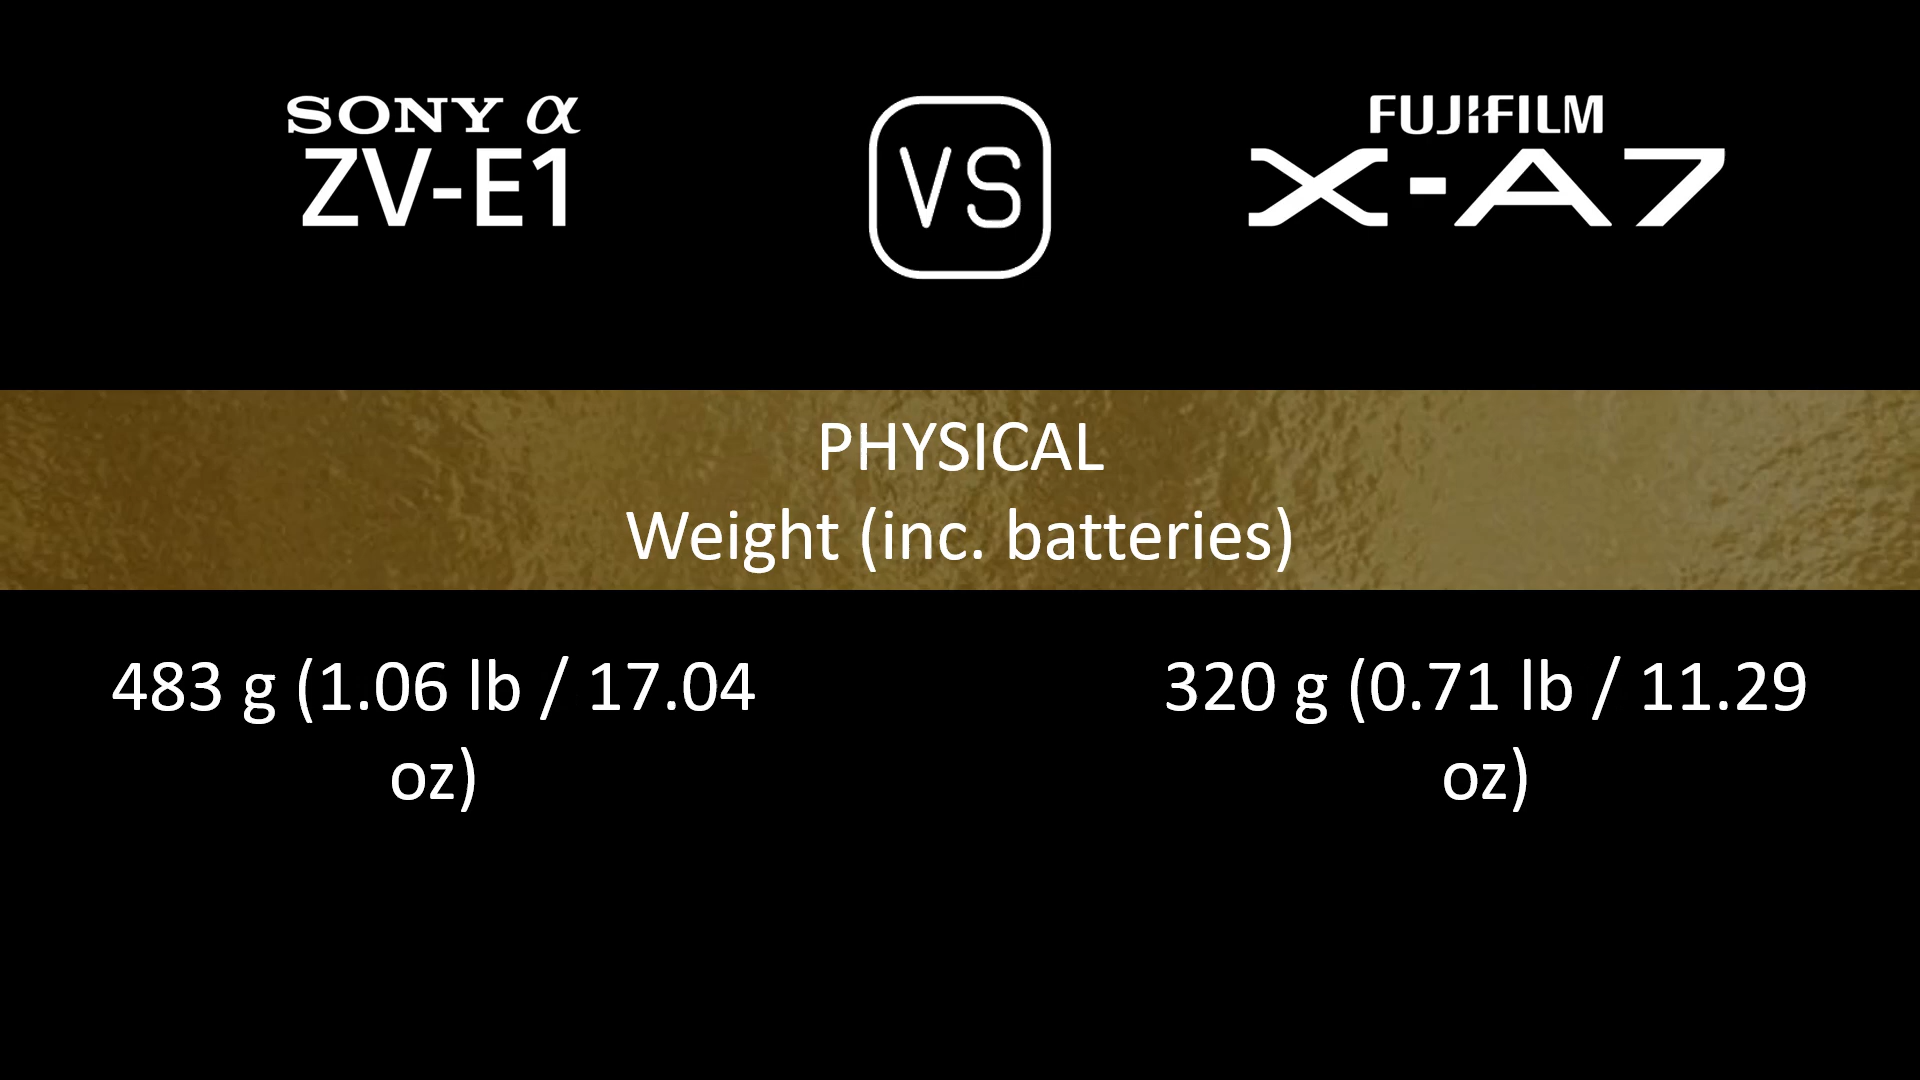 SONY α
ZV-E1
VS
FUJIFILM
X-A7
PHYSICAL
Weight (inc. batteries)
483 g (1.06 lb / 17.04
oz)
320 g (0.71 lb / 11.29
oz)